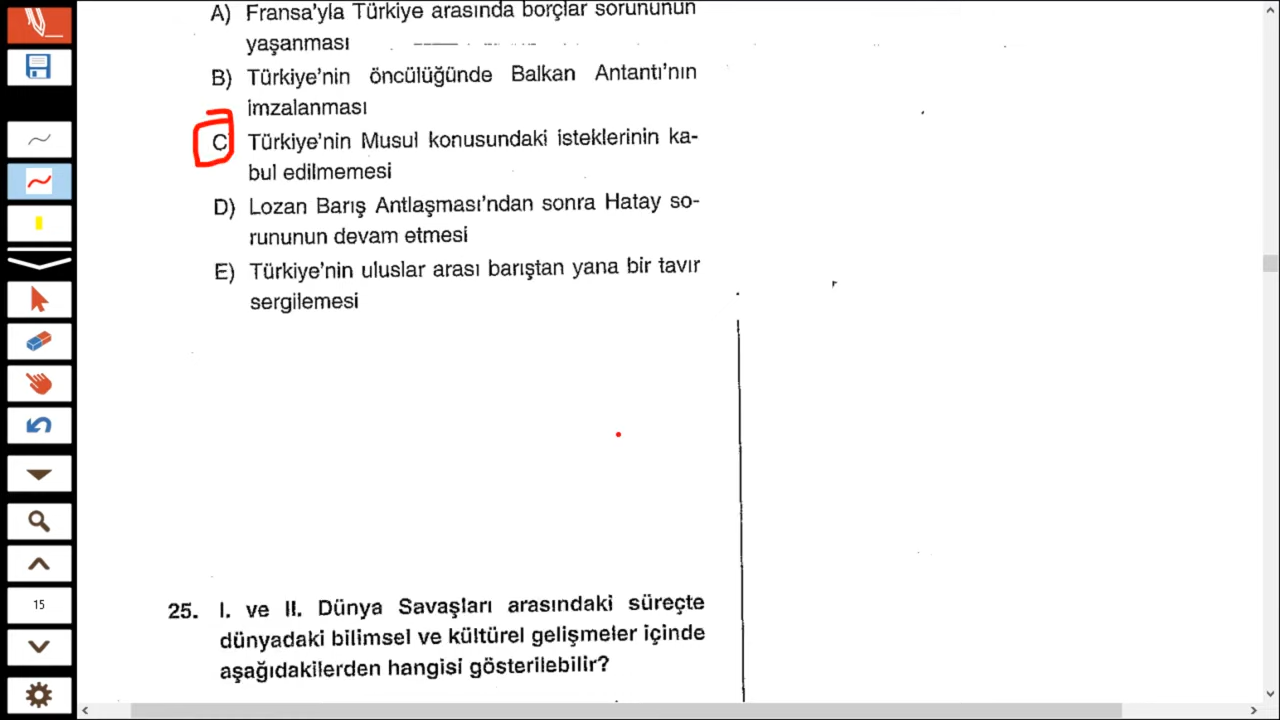 A) Fransa'yla Türkiye arasında borçlar sorununun
yaşanması
B) Türkiye'nin öncülüğünde Balkan Antantı'nın
imzalanması
C Türkiye'nin Musul konusundaki isteklerinin ka-
bul edilmemesi
D) Lozan Barış Antlaşması'ndan sonra Hatay so-
rununun devam etmesi
E) Türkiye'nin uluslar arası barıştan yana bir tavır
sergilemesi
15
25. I. ve II. Dünya Savaşları arasındaki süreçte
dünyadaki bilimsel ve kültürel gelişmeler içinde
aşağıdakilerden hangisi gösterilebilir?